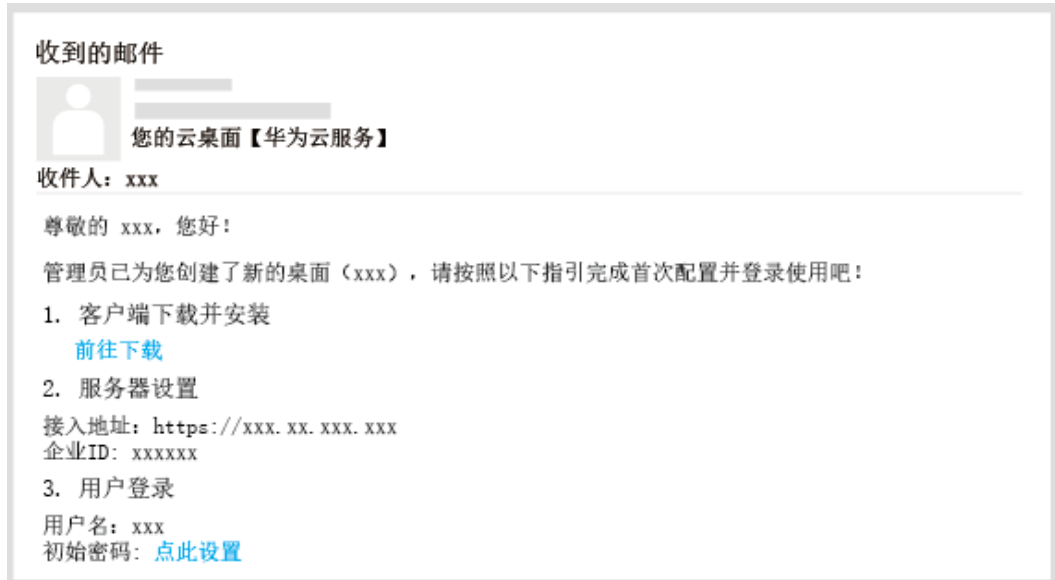 收到的邮件
您的云桌面【华为云服务】
收件人：xxx
尊敬的 xxx，您好！
管理员已为您创建了新的桌面（xxx），请按照以下指引完成首次配置并登录使用吧！
1. 客户端下载并安装
前往下载
2. 服务器设置
接入地址：https://xxx.xx.xxx.xxx
企业ID：xxxxxx
3. 用户登录
用户名：xxx
初始密码：点此设置